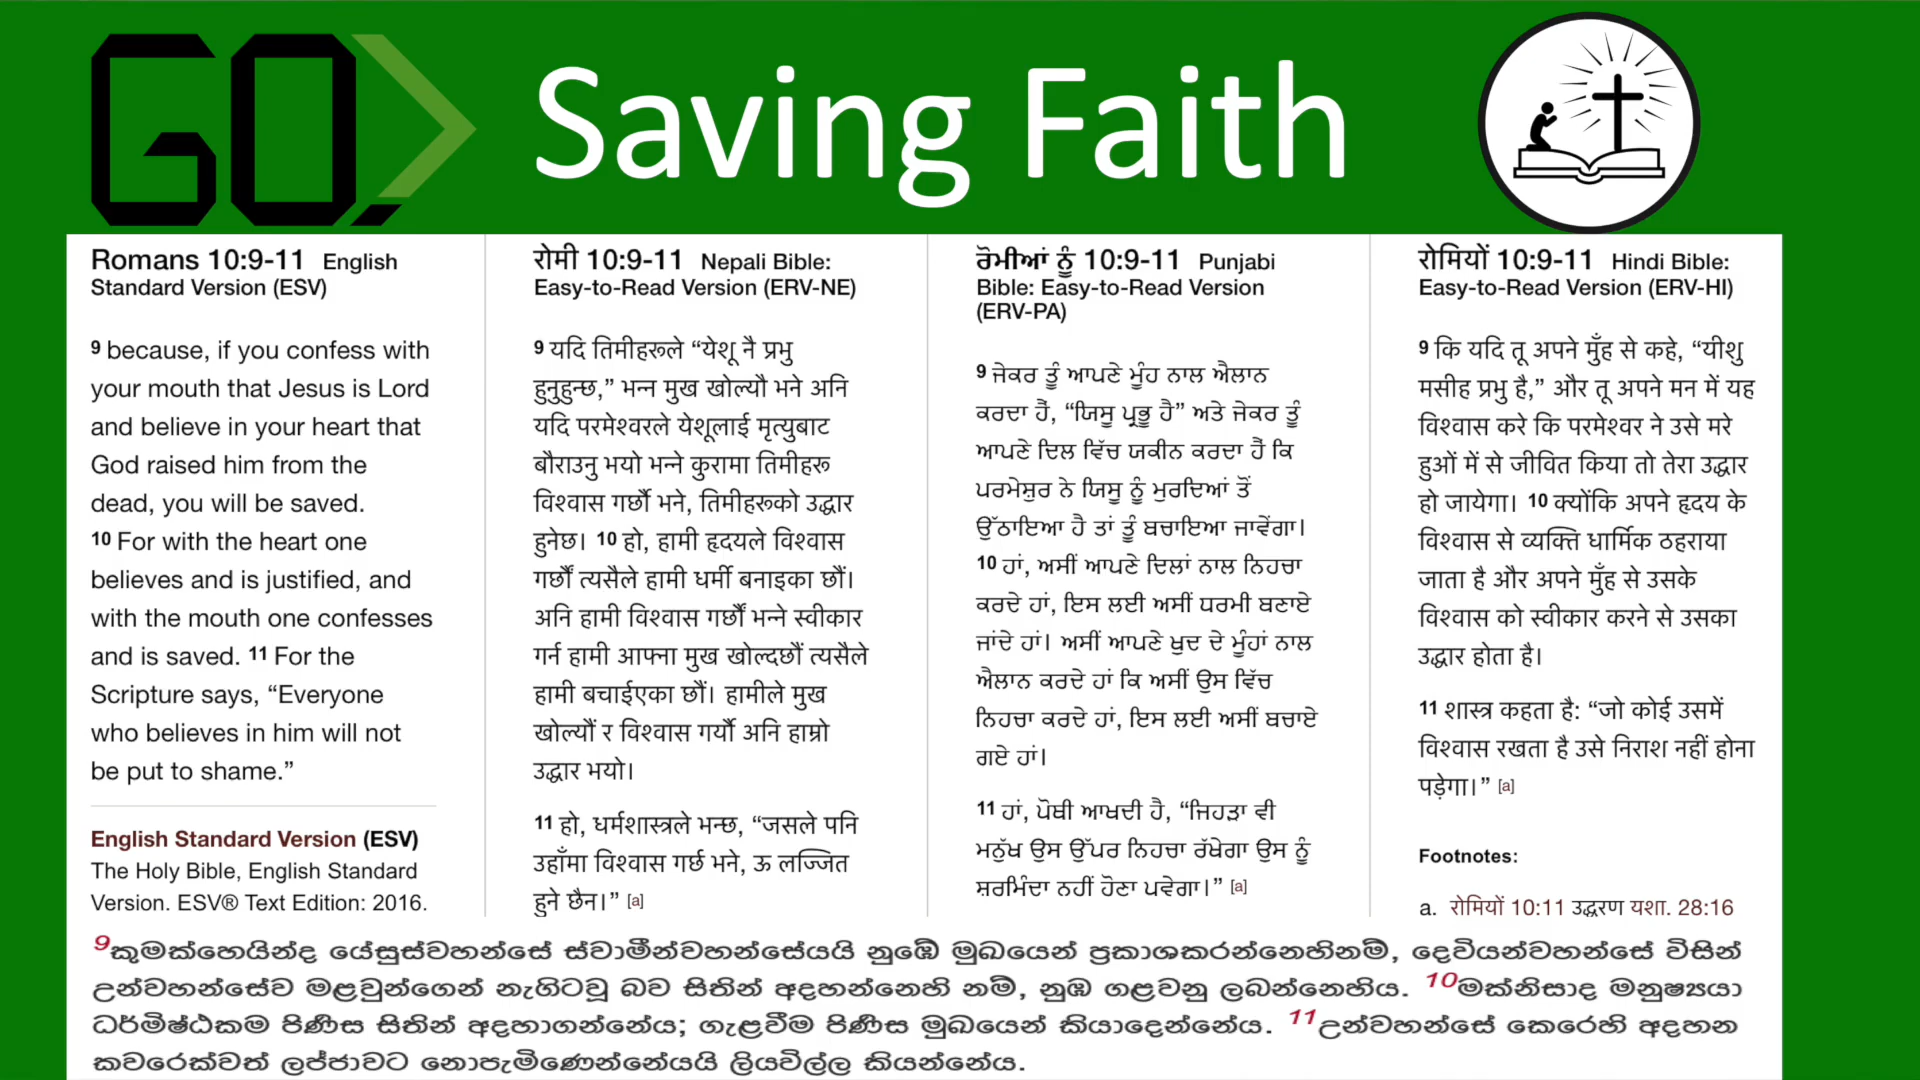 GO
Saving Faith
Romans 10:9-11 English
Standard Version (ESV)
9 because, if you confess with
your mouth that Jesus is Lord
and believe in your heart that
God raised him from the
dead, you will be saved.
10 For with the heart one
believes and is justified, and
with the mouth one confesses
and is saved. 11 For the
Scripture says, “Everyone
who believes in him will not
be put to shame.”
English Standard Version (ESV)
The Holy Bible, English Standard
Version. ESV® Text Edition: 2016.
रोमी 10:9-11 Nepali Bible:
Easy-to-Read Version (ERV-NE)
9 यदि तिमीहरूले “येशू नै प्रभु
हुनुहुन्छ,” भन्न मुख खोल्यौ भने अनि
यदि परमेश्वरले येशूलाई मृत्युबाट
बौराउनु भयो भन्ने कुरामा तिमीहरू
विश्वास गर्छौ भने, तिमीहरूको उद्धार
हुनेछ। 10 हो, हामी हृदयले विश्वास
गर्छौं त्यसैले हामी धर्मी बनाइका छौं।
अनि हामी विश्वास गर्छौं भन्ने स्वीकार
गर्न हामी आफ्ना मुख खोल्दछौं त्यसैले
हामी बचाईएका छौं। हामीले मुख
खोल्यौं र विश्वास गर्यौ अनि हाम्रो
उद्धार भयो।
11 हो, धर्मशास्त्रले भन्छ, “जसले पनि
उहाँमा विश्वास गर्छ भने, ऊ लज्जित
हुने छैन।” [a]
ਰੋਮੀਆਂ ਨੂੰ 10:9-11 Punjabi
Bible: Easy-to-Read Version
(ERV-PA)
9 ਜੇਕਰ ਤੂੰ ਆਪਣੇ ਮੂੰਹ ਨਾਲ ਐਲਾਨ
ਕਰਦਾ ਹੈਂ, “ਯਿਸੂ ਪ੍ਰਭੂ ਹੈ” ਅਤੇ ਜੇਕਰ ਤੂੰ
ਆਪਣੇ ਦਿਲ ਵਿੱਚ ਯਕੀਨ ਕਰਦਾ ਹੈਂ ਕਿ
ਪਰਮੇਸ਼ੁਰ ਨੇ ਯਿਸੂ ਨੂੰ ਮੁਰਦਿਆਂ ਤੋਂ
ਉੱਠਾਇਆ ਹੈ ਤਾਂ ਤੂੰ ਬਚਾਇਆ ਜਾਵੇਂਗਾ।
10 ਹਾਂ, ਅਸੀਂ ਆਪਣੇ ਦਿਲਾਂ ਨਾਲ ਨਿਹਚਾ
ਕਰਦੇ ਹਾਂ, ਇਸ ਲਈ ਅਸੀਂ ਧਰਮੀ ਬਣਾਏ
ਜਾਂਦੇ ਹਾਂ। ਅਸੀਂ ਆਪਣੇ ਖੁਦ ਦੇ ਮੂੰਹਾਂ ਨਾਲ
ਐਲਾਨ ਕਰਦੇ ਹਾਂ ਕਿ ਅਸੀਂ ਉਸ ਵਿੱਚ
ਨਿਹਚਾ ਕਰਦੇ ਹਾਂ, ਇਸ ਲਈ ਅਸੀਂ ਬਚਾਏ
ਗਏ ਹਾਂ।
11 ਹਾਂ, ਪੋਥੀ ਆਖਦੀ ਹੈ, “ਜਿਹੜਾ ਵੀ
ਮਨੁੱਖ ਉਸ ਉੱਪਰ ਨਿਹਚਾ ਰੱਖੇਗਾ ਉਸ ਨੂੰ
ਸ਼ਰਮਿੰਦਾ ਨਹੀਂ ਹੋਣਾ ਪਵੇਗਾ।” [a]
रोमियों 10:9-11 Hindi Bible:
Easy-to-Read Version (ERV-HI)
9 कि यदि तू अपने मुँह से कहे, “यीशु
मसीह प्रभु है,” और तू अपने मन में यह
विश्वास करे कि परमेश्वर ने उसे मरे
हुओं में से जीवित किया तो तेरा उद्धार
हो जायेगा। 10 क्योंकि अपने हृदय के
विश्वास से व्यक्ति धार्मिक ठहराया
जाता है और अपने मुँह से उसके
विश्वास को स्वीकार करने से उसका
उद्धार होता है।
11 शास्त्र कहता है: “जो कोई उसमें
विश्वास रखता है उसे निराश नहीं होना
पड़ेगा।” [a]
Footnotes:
a. रोमियों 10:11 उद्धरण यशा. 28:16
9කුමක්හෙයින්ද යේසුස්වහන්සේ ස්වාමීන්වහන්සේයයි නුඹේ මුඛයෙන් ප්‍රකාශකරන්නෙහිනම්, දෙවියන්වහන්සේ විසින්
උන්වහන්සේව මළවුන්ගෙන් නැගිටවූ බව සිතින් අදහන්නෙහි නම්, නුඹ ගළවනු ලබන්නෙහිය. 10මක්නිසාද මනුෂ්‍යයා
ධර්මිෂ්ඨකම පිණිස සිතින් අදහාගන්නේය; ගැළවීම පිණිස මුඛයෙන් කියාදෙන්නේය. 11උන්වහන්සේ කෙරෙහි අදහන
කවරෙක්වත් ලජ්ජාවට නොපැමිණෙන්නේයයි ලියවිල්ල කියන්නේය.